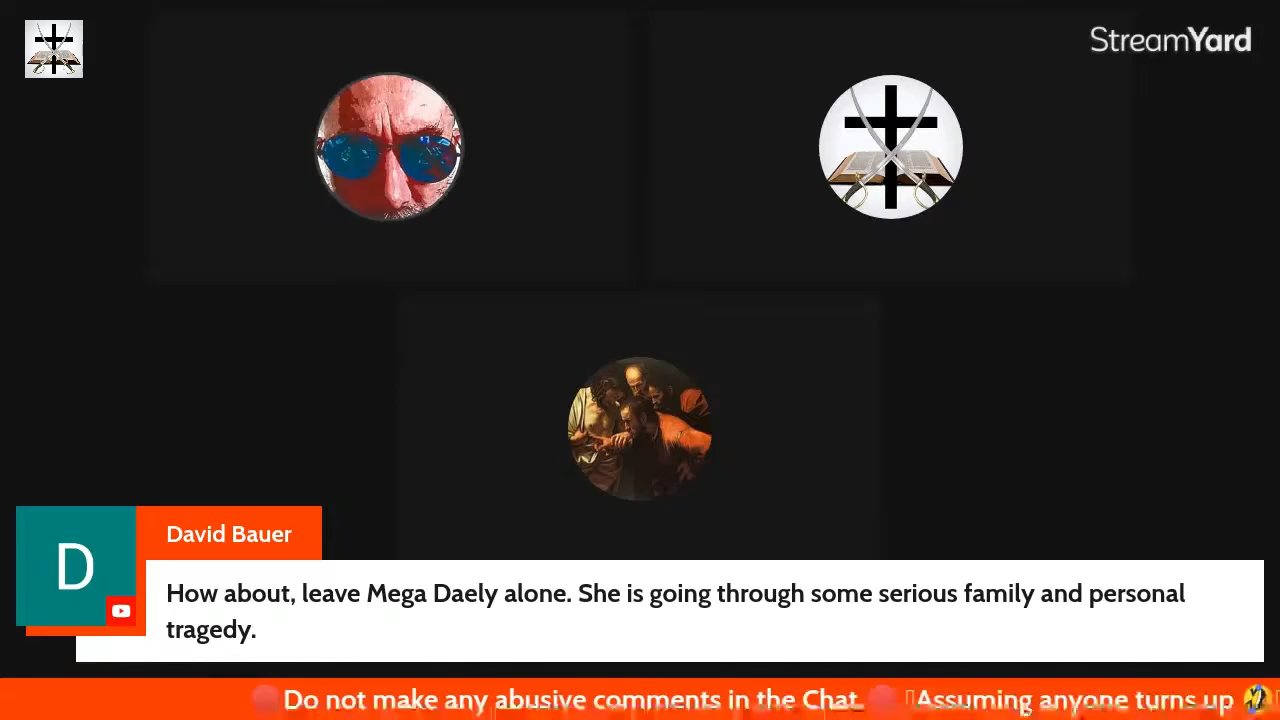 StreamYard
D
David Bauer
How about, leave Mega Daely alone. She is going through some serious family and personal
tragedy.
Do not make any abusive comments in the Chat Assuming anyone turns up